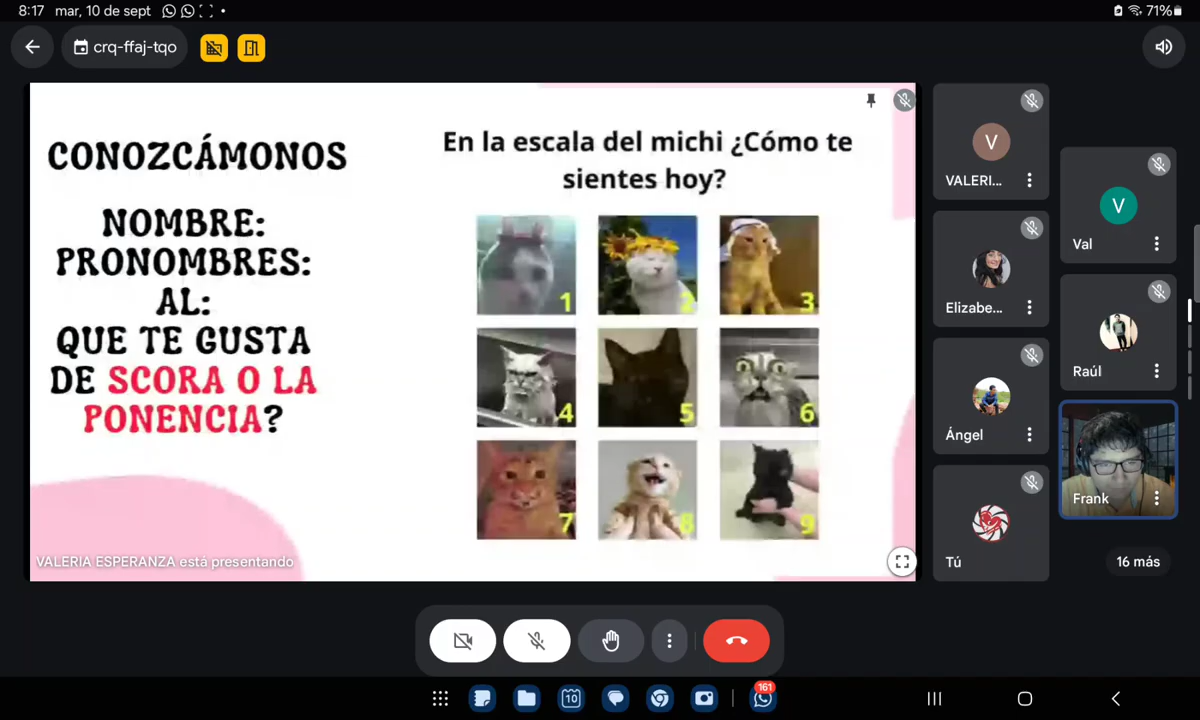 8:17 mar, 10 de sept
71%
crq-ffaj-tqo
CONOZCÁMONOS
NOMBRE:
PRONOMBRES:
AL:
QUE TE GUSTA
DE SCORA O LA
PONENCIA?
En la escala del michi ¿Cómo te
sientes hoy?
1
2
3
4
5
6
7
8
9
VALERIA ESPERANZA está presentando
V
VALERI...
Elizabe...
Ángel
Tú
V
Val
Raúl
Frank
16 más
10
161